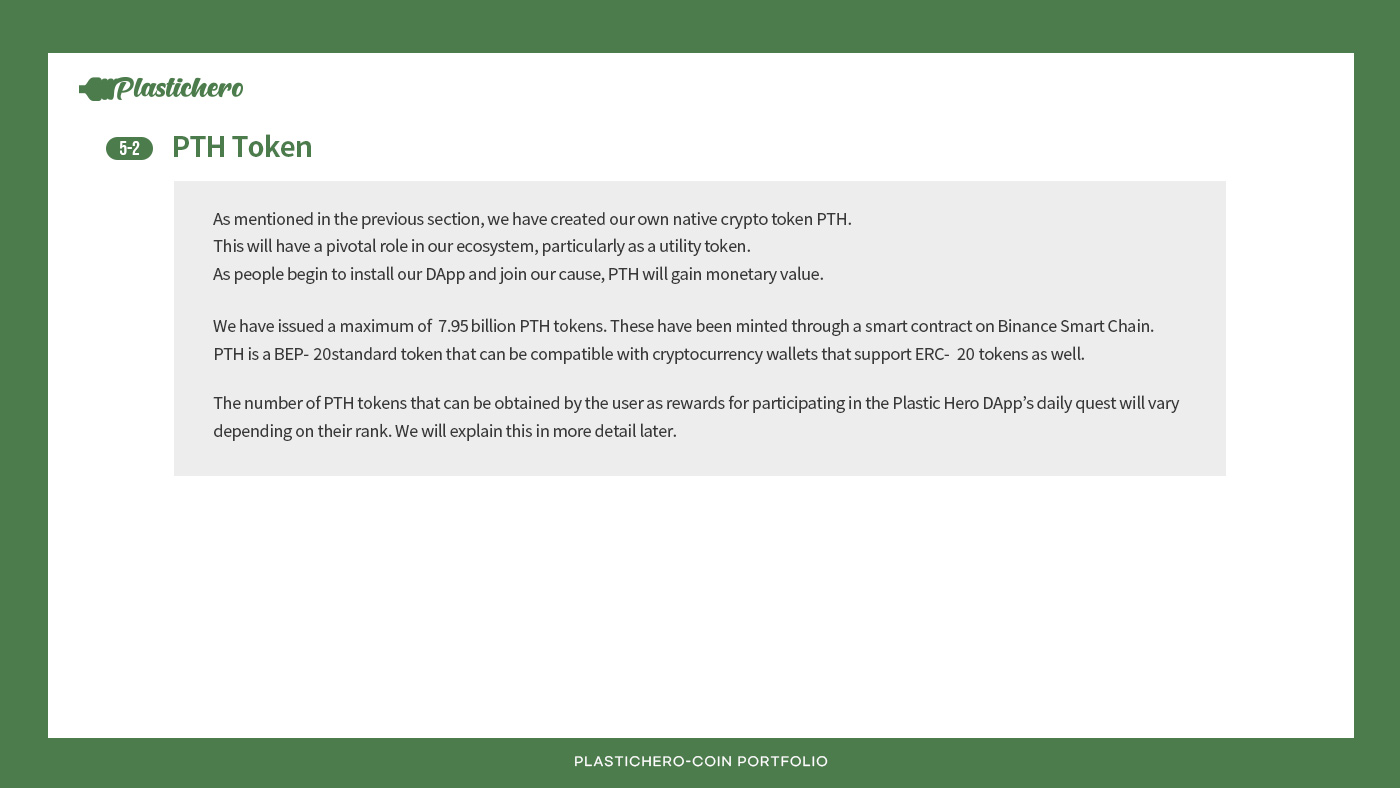 Plastichero
5-2 PTH Token
As mentioned in the previous section, we have created our own native crypto token PTH.
This will have a pivotal role in our ecosystem, particularly as a utility token.
As people begin to install our DApp and join our cause, PTH will gain monetary value.
We have issued a maximum of 7.95 billion PTH tokens. These have been minted through a smart contract on Binance Smart Chain.
PTH is a BEP- 20standard token that can be compatible with cryptocurrency wallets that support ERC- 20 tokens as well.
The number of PTH tokens that can be obtained by the user as rewards for participating in the Plastic Hero DApp’s daily quest will vary
depending on their rank. We will explain this in more detail later.
PLASTICHERO-COIN PORTFOLIO